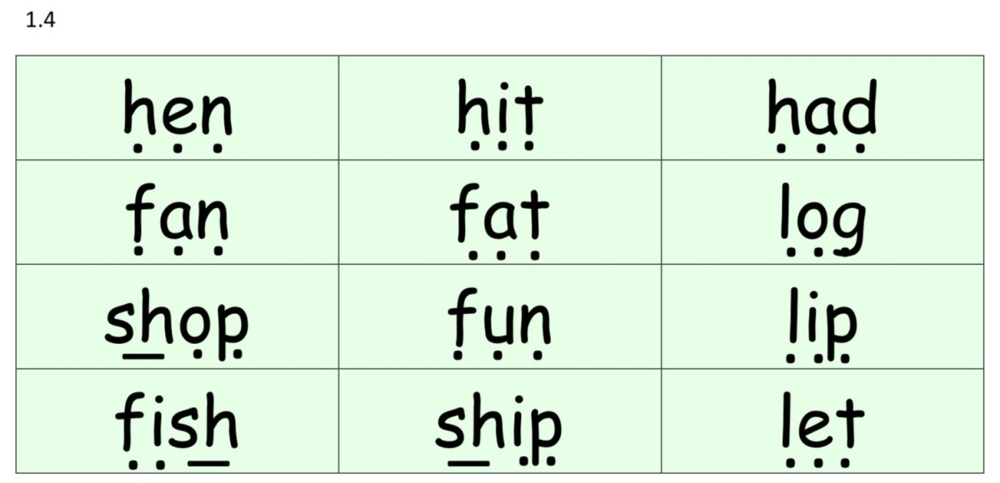 1.4
hen hit had
fan fat log
shop fun lip
fish ship let